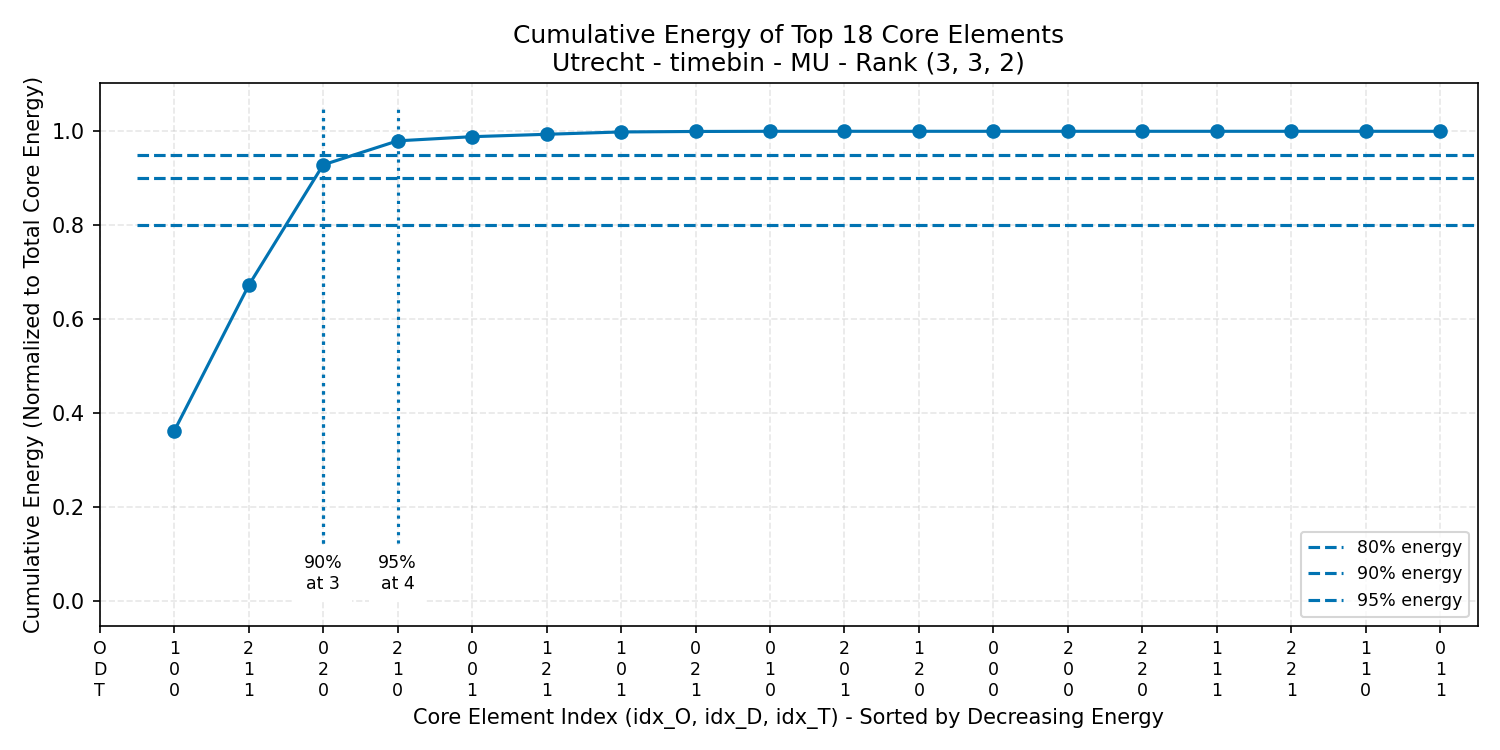 Cumulative Energy of Top 18 Core Elements
Utrecht - timebin - MU - Rank (3, 3, 2)
Cumulative Energy (Normalized to Total Core Energy)
1.0
0.8
0.6
0.4
0.2
0.0
90%
at 3
95%
at 4
80% energy
90% energy
95% energy
O 1 2 0 2 0 1 1 0 0 2 1 0 2 2 1 2 1 0
D 0 1 2 1 0 2 0 2 1 0 2 0 0 2 1 2 1 1
T 0 1 0 0 1 1 1 1 0 1 0 0 0 0 1 1 0 1
Core Element Index (idx_O, idx_D, idx_T) - Sorted by Decreasing Energy